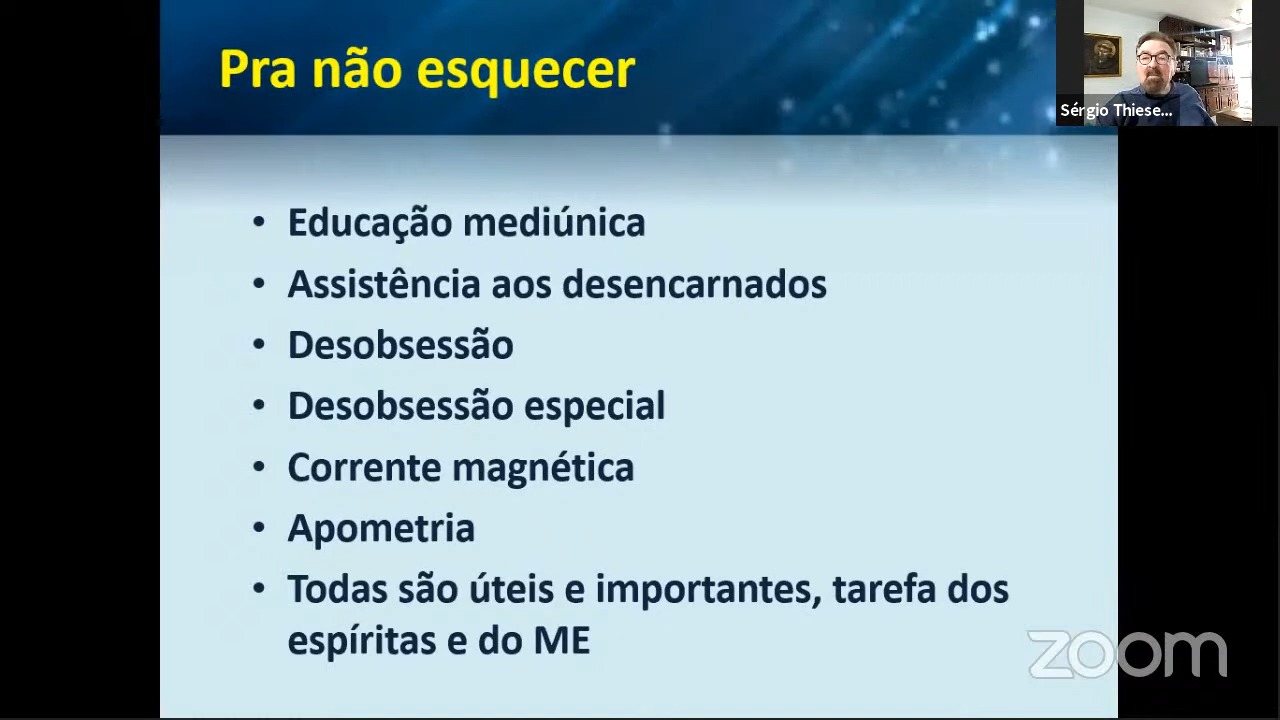 Pra não esquecer
Sérgio Thiese...
• Educação mediúnica
• Assistência aos desencarnados
• Desobsessão
• Desobsessão especial
• Corrente magnética
• Apometria
• Todas são úteis e importantes, tarefa dos
espíritas e do ME
zoom